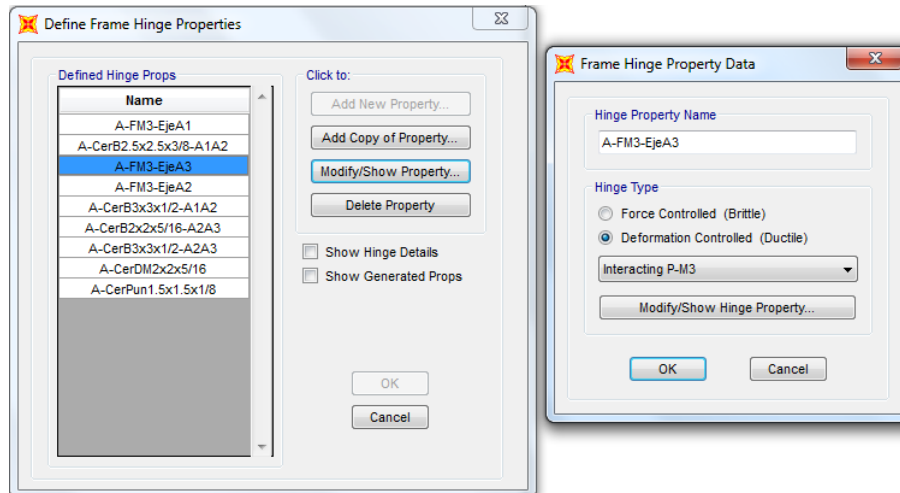 Define Frame Hinge Properties
Defined Hinge Props
Name
A-FM3-EjeA1
A-CerB2.5x2.5x3/8-A1A2
A-FM3-EjeA3
A-FM3-EjeA2
A-CerB3x3x1/2-A1A2
A-CerB2x2x5/16-A2A3
A-CerB3x3x1/2-A2A3
A-CerDM2x2x5/16
A-CerPun1.5x1.5x1/8
Click to:
Add New Property...
Add Copy of Property...
Modify/Show Property...
Delete Property
Show Hinge Details
Show Generated Props
OK
Cancel
Frame Hinge Property Data
Hinge Property Name
A-FM3-EjeA3
Hinge Type
Force Controlled (Brittle)
Deformation Controlled (Ductile)
Interacting P-M3
Modify/Show Hinge Property...
OK
Cancel